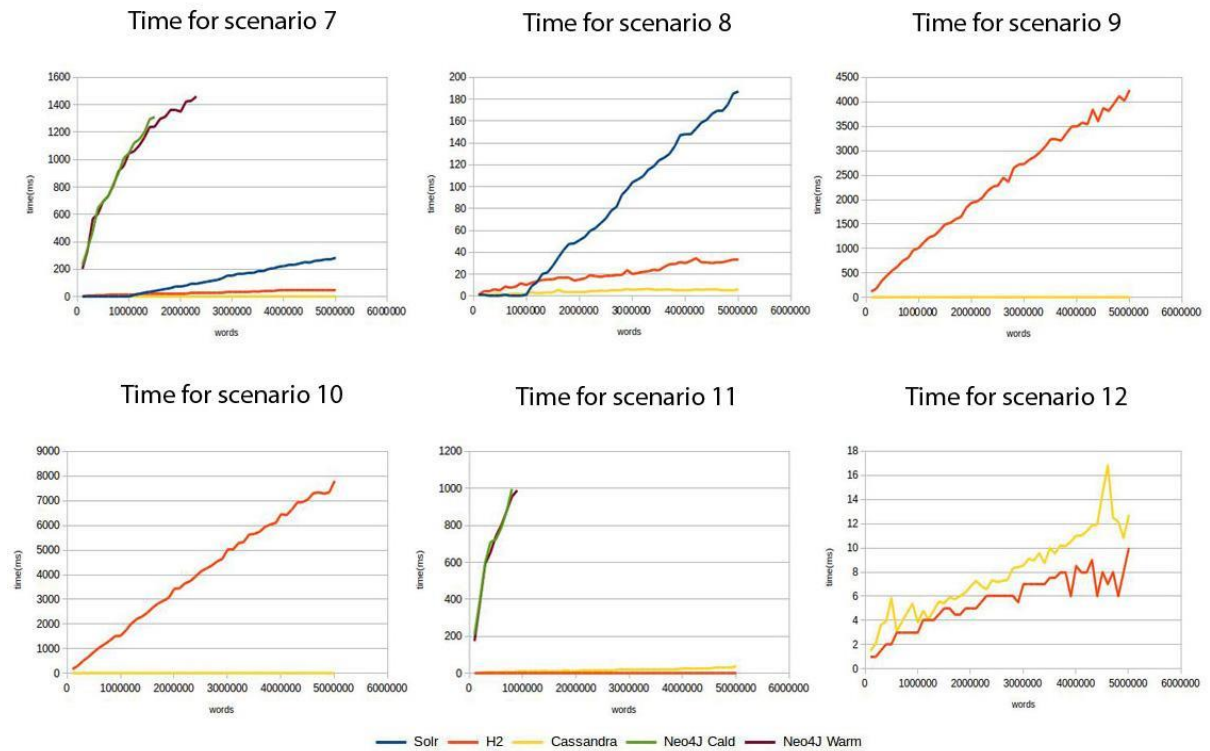 Time for scenario 7
Time for scenario 8
Time for scenario 9
1600
1400
1200
1000
800
600
400
200
0
time(ms)
0 1000000 2000000 3000000 4000000 5000000 6000000
words
200
180
160
140
120
100
80
60
40
20
0
time(ms)
0 1000000 2000000 3000000 4000000 5000000 6000000
words
4500
4000
3500
3000
2500
2000
1500
1000
500
0
time(ms)
0 1000000 2000000 3000000 4000000 5000000 6000000
words
Time for scenario 10
Time for scenario 11
Time for scenario 12
9000
8000
7000
6000
5000
4000
3000
2000
1000
0
time(ms)
0 1000000 2000000 3000000 4000000 5000000 6000000
words
1200
1000
800
600
400
200
0
time(ms)
0 1000000 2000000 3000000 4000000 5000000 6000000
words
18
16
14
12
10
8
6
4
2
0
time(ms)
0 1000000 2000000 3000000 4000000 5000000 6000000
words
Solr H2 Cassandra Neo4J Cald Neo4J Warm